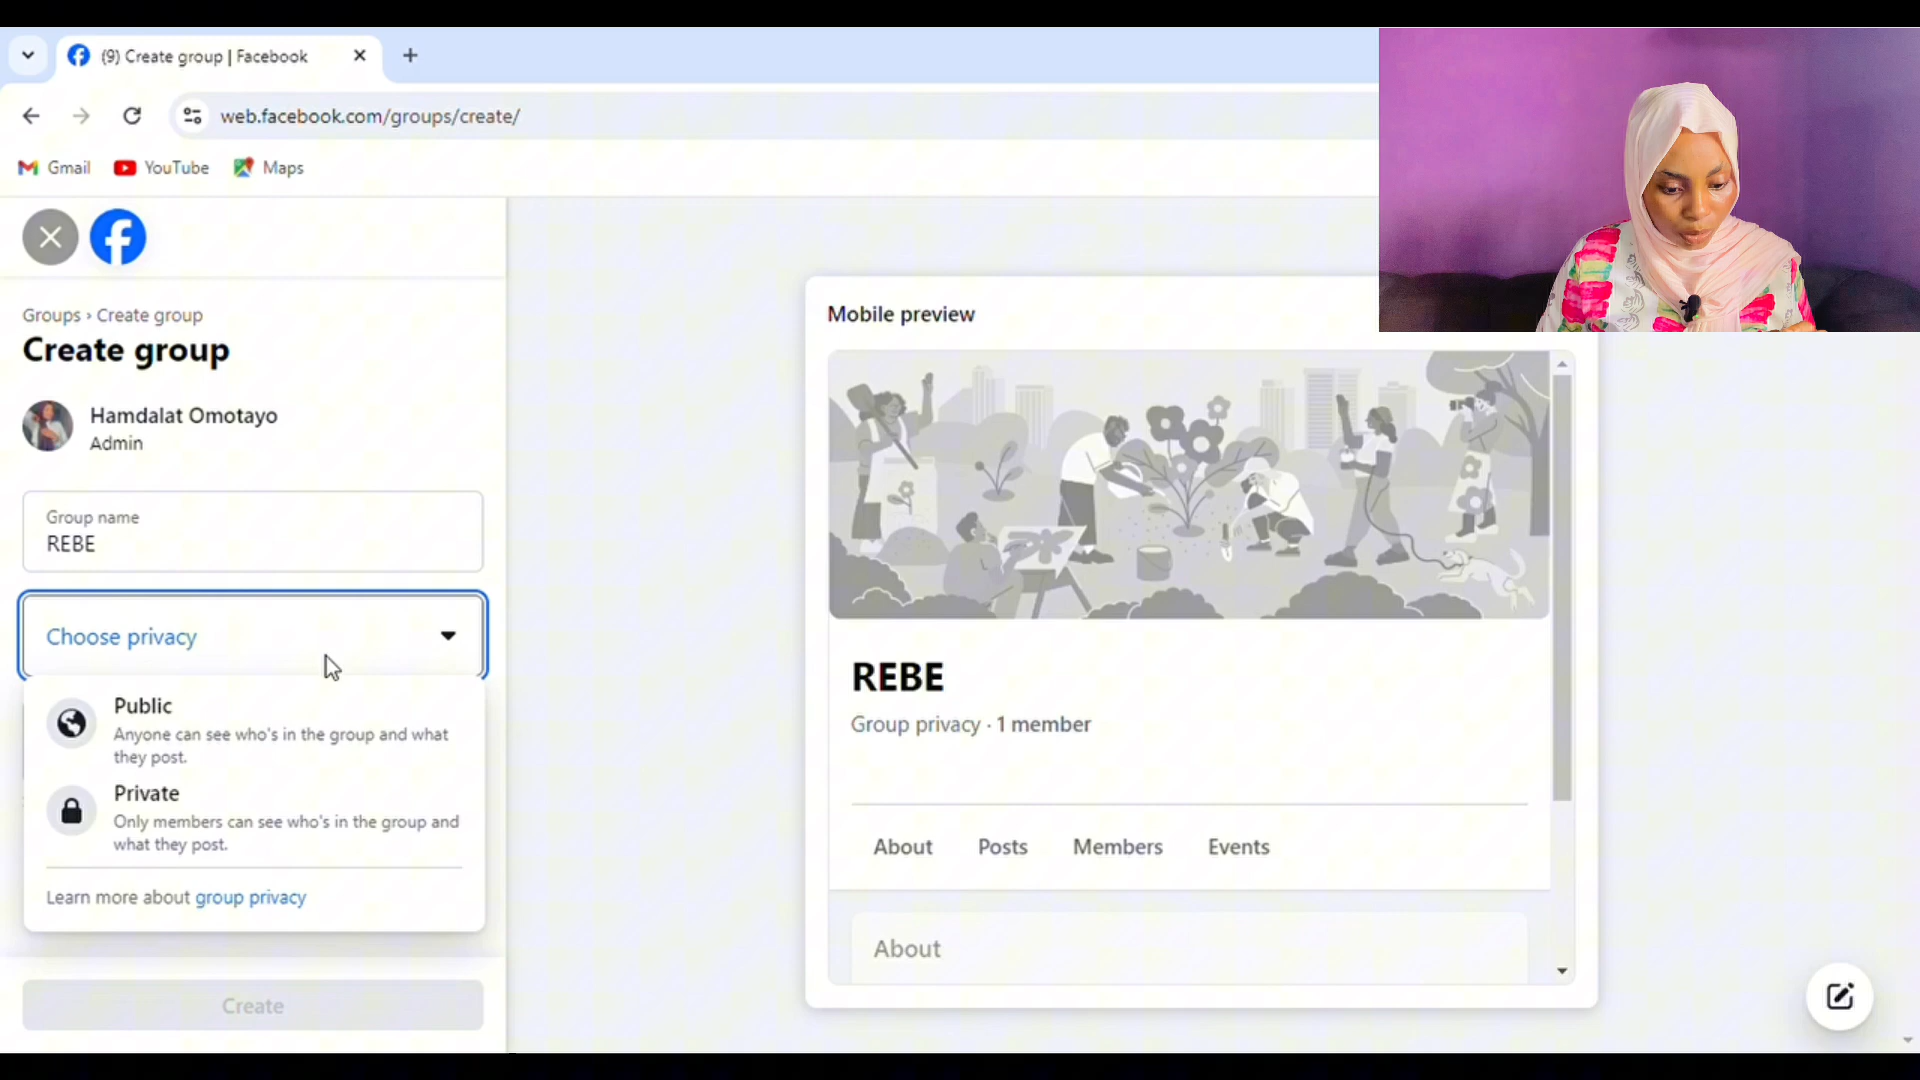 (9) Create group | Facebook
web.facebook.com/groups/create/
Gmail
YouTube
Maps
Groups › Create group
Create group
Hamdalat Omotayo
Admin
Group name
REBE
Choose privacy
Public
Anyone can see who's in the group and what
they post.
Private
Only members can see who's in the group and
what they post.
Learn more about group privacy
Create
Mobile preview
REBE
Group privacy · 1 member
About
Posts
Members
Events
About